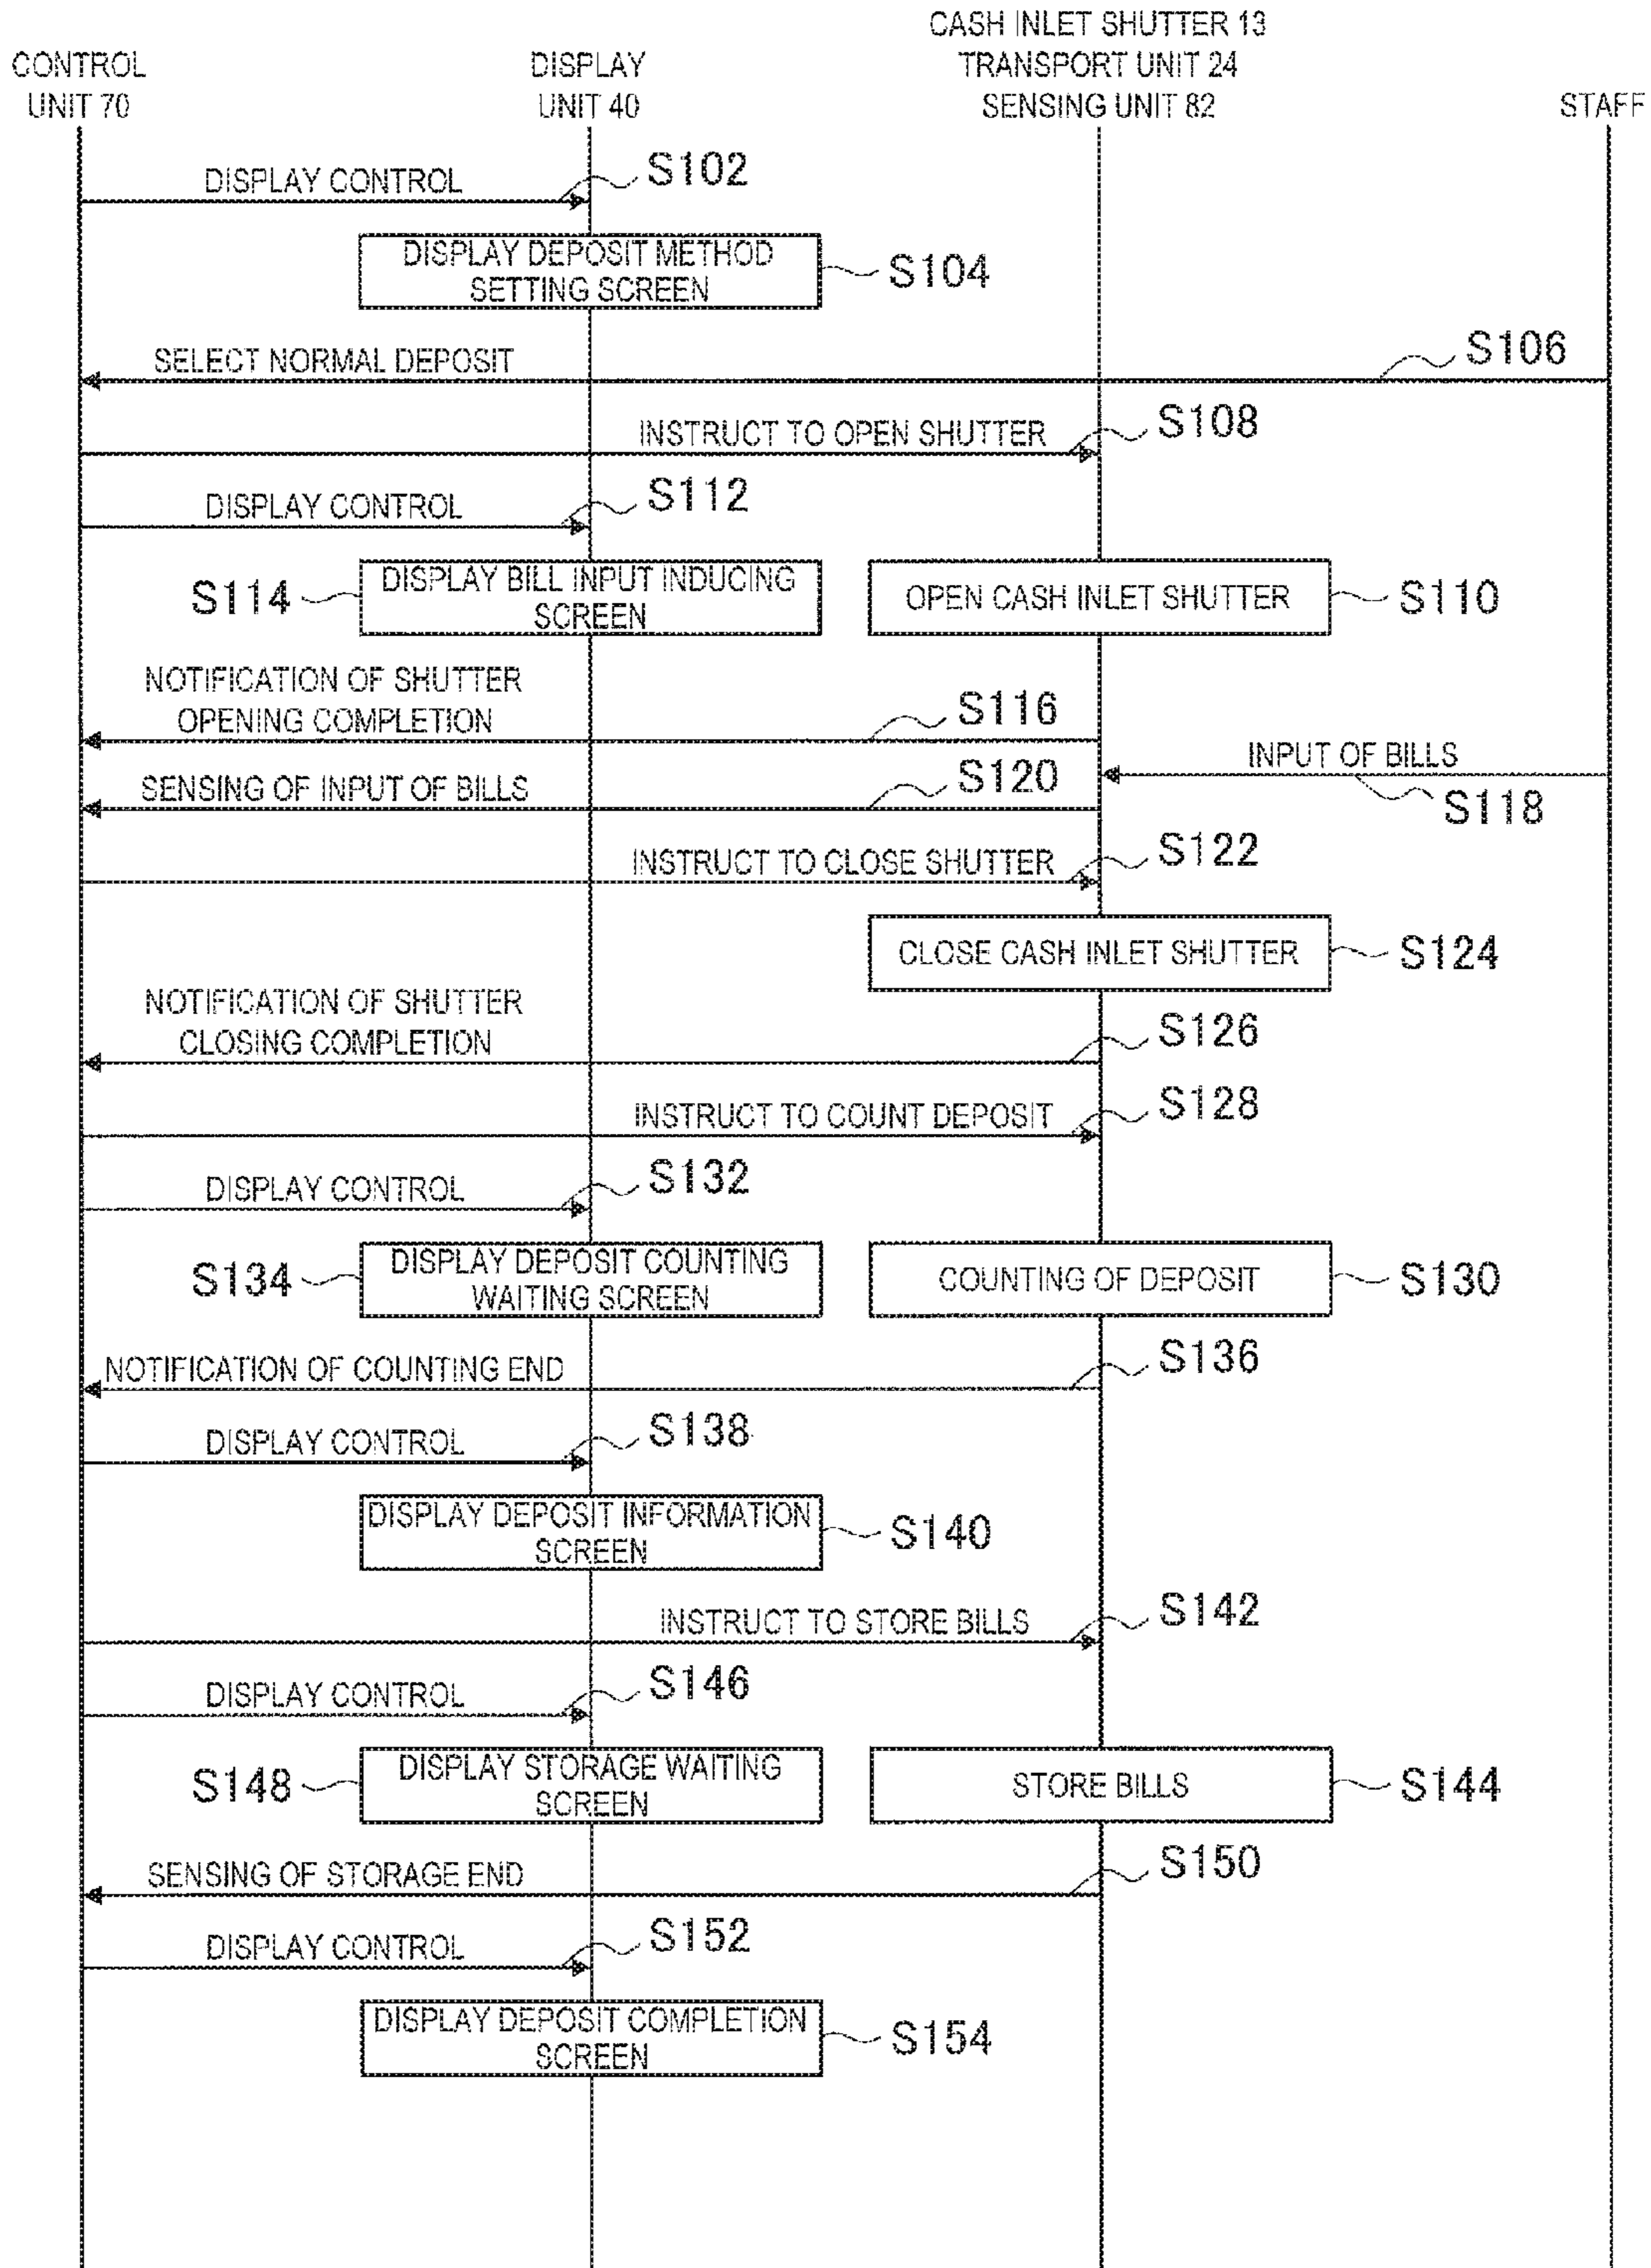 CASH INLET SHUTTER 13
CONTROL
DISPLAY
TRANSPORT UNIT 24
UNIT 70
UNIT 40
SENSING UNIT 82
STAFF
DISPLAY CONTROL
S102
DISPLAY DEPOSIT METHOD
SETTING SCREEN
S104
SELECT NORMAL DEPOSIT
S106
INSTRUCT TO OPEN SHUTTER
S108
DISPLAY CONTROL
S112
S114
DISPLAY BILL INPUT INDUCING
SCREEN
OPEN CASH INLET SHUTTER
S110
NOTIFICATION OF SHUTTER
OPENING COMPLETION
S116
INPUT OF BILLS
S118
SENSING OF INPUT OF BILLS
S120
INSTRUCT TO CLOSE SHUTTER
S122
CLOSE CASH INLET SHUTTER
S124
NOTIFICATION OF SHUTTER
CLOSING COMPLETION
S126
INSTRUCT TO COUNT DEPOSIT
S128
DISPLAY CONTROL
S132
S134
DISPLAY DEPOSIT COUNTING
WAITING SCREEN
COUNTING OF DEPOSIT
S130
NOTIFICATION OF COUNTING END
S136
DISPLAY CONTROL
S138
DISPLAY DEPOSIT INFORMATION
SCREEN
S140
INSTRUCT TO STORE BILLS
S142
DISPLAY CONTROL
S146
S148
DISPLAY STORAGE WAITING
SCREEN
STORE BILLS
S144
SENSING OF STORAGE END
S150
DISPLAY CONTROL
S152
DISPLAY DEPOSIT COMPLETION
SCREEN
S154